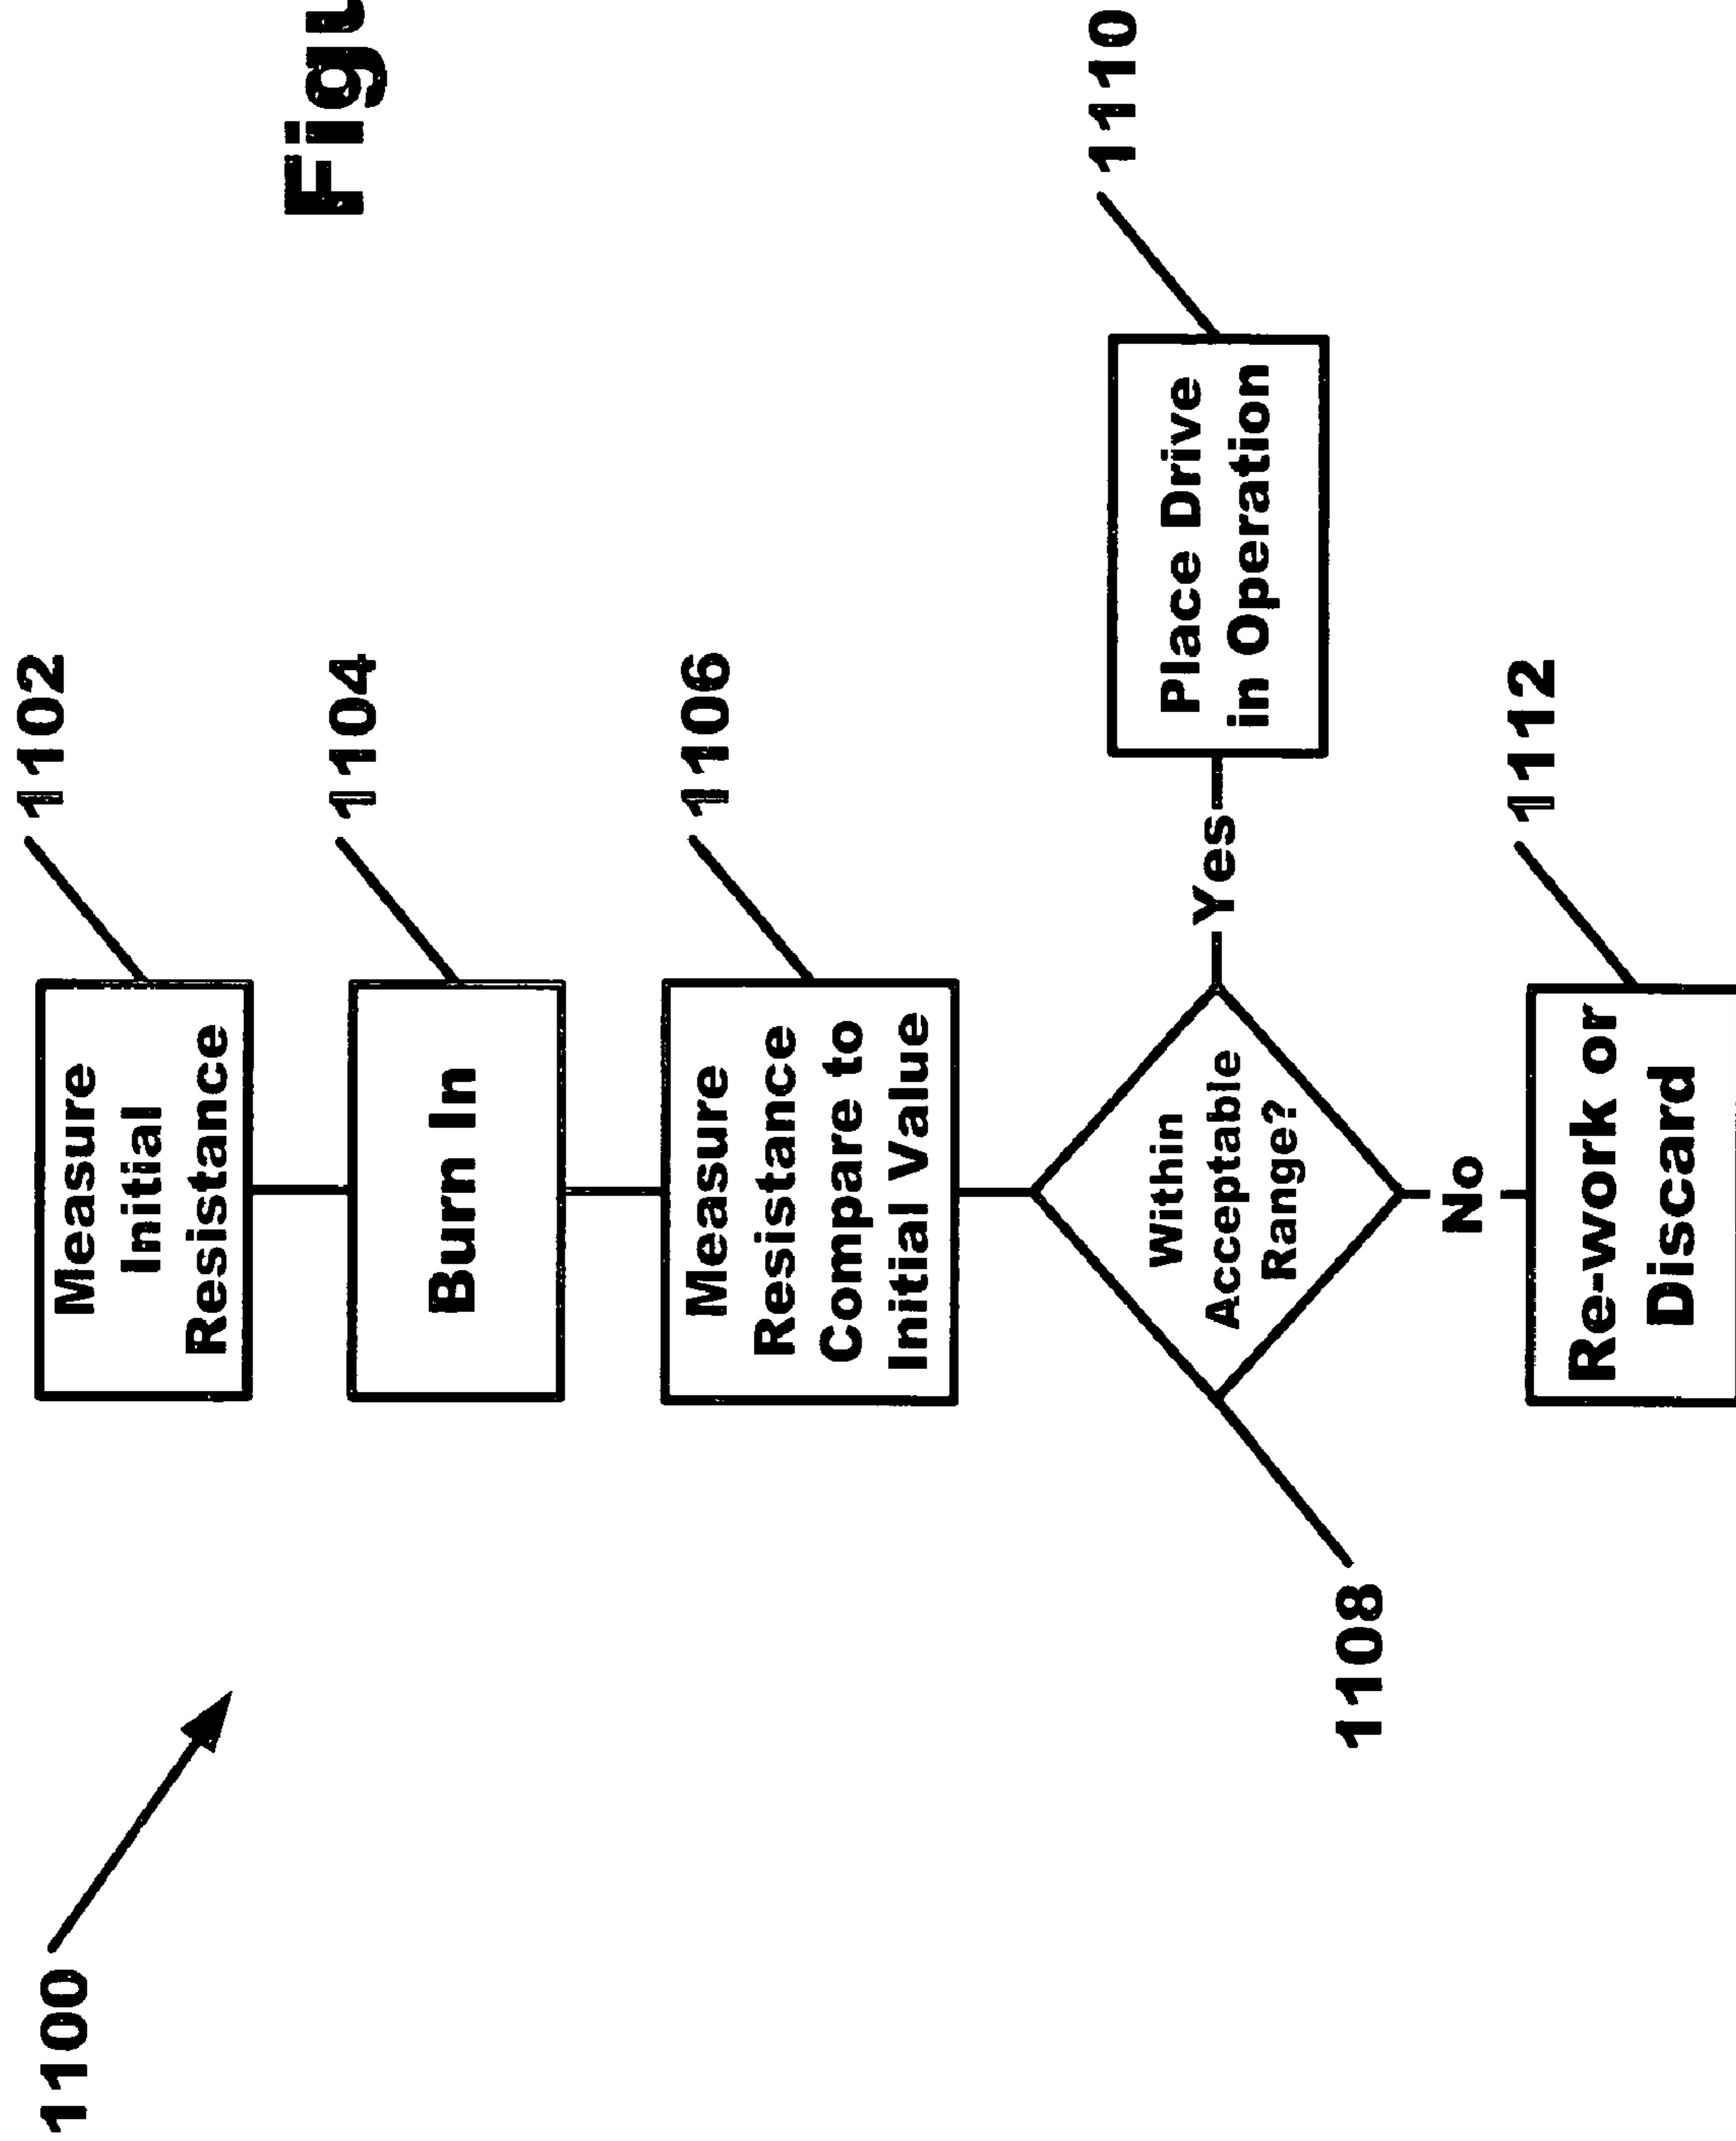 1100
1102
Measure
Initial
Resistance
Figu
1104
Burn In
1106
Measure
Resistance
Compare to
Initial Value
1110
Within
Acceptable
Range?
Yes
Place Drive
in Operation
1108
No
1112
Re-work or
Discard